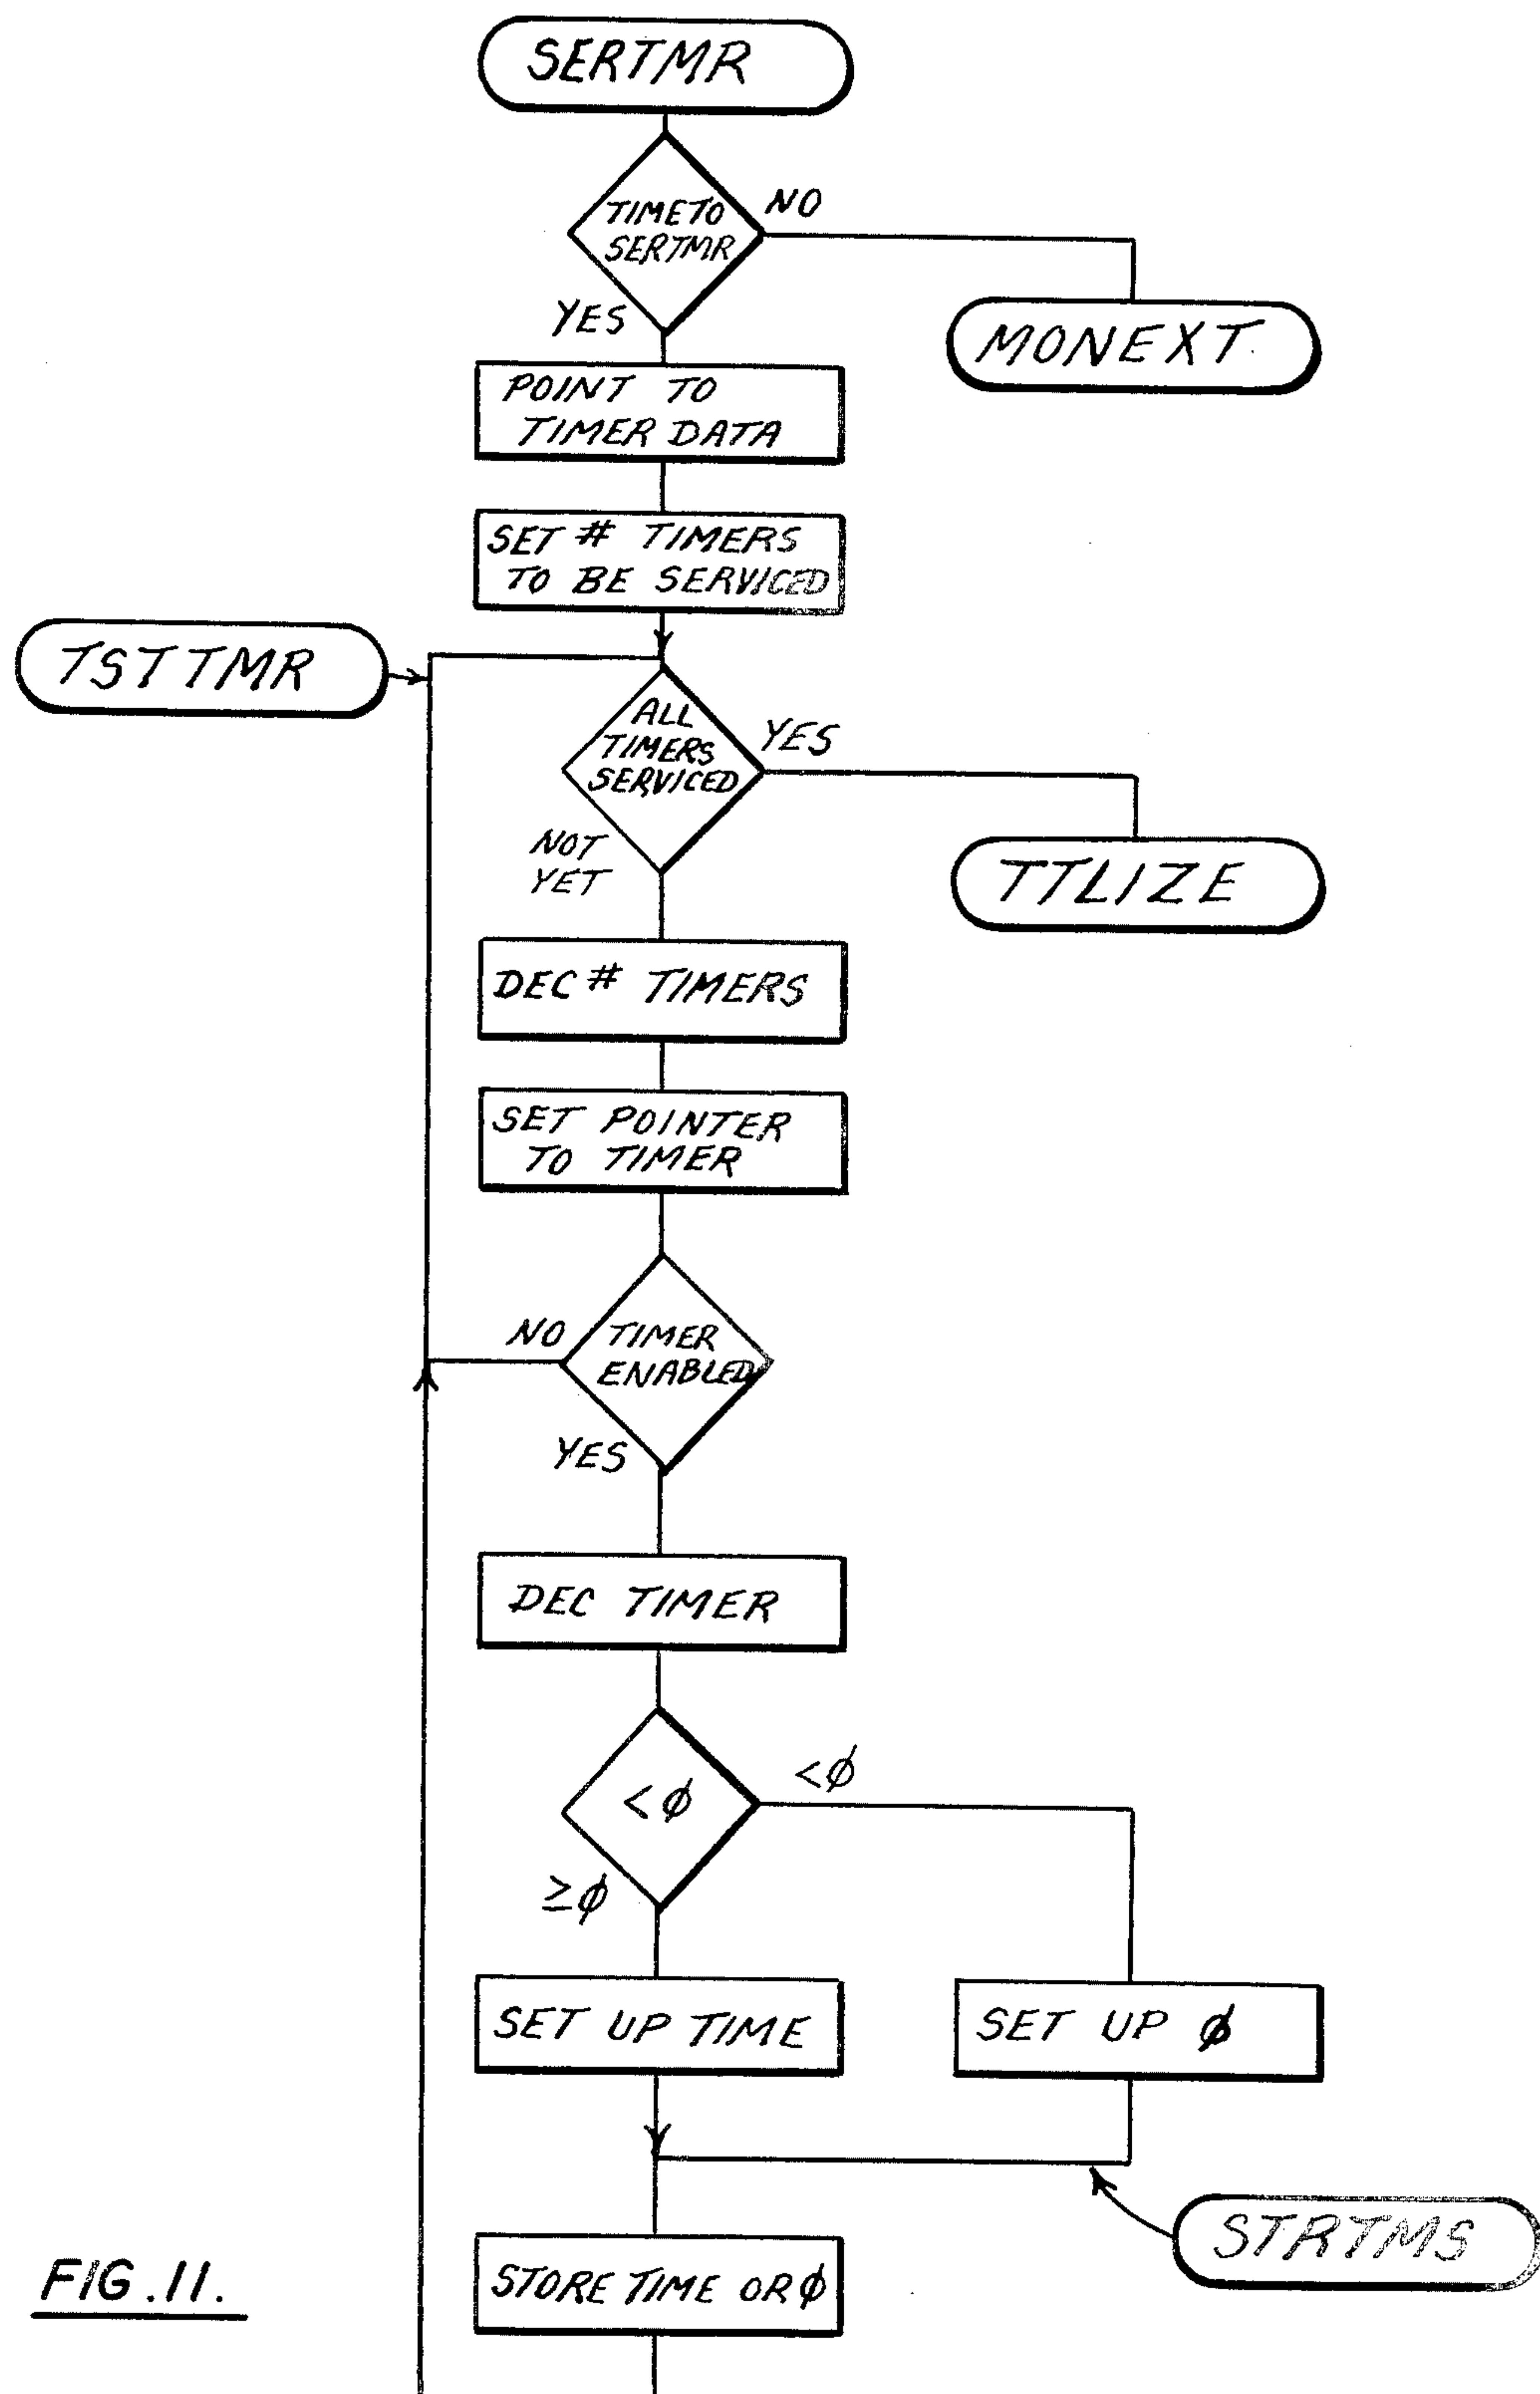 SERTMR
TIME TO
SERTMR
NO
YES
MONEXT
POINT TO
TIMER DATA
SET # TIMERS
TO BE SERVICED
TSTTMR
ALL
TIMERS
SERVICED
YES
NOT
YET
TTLIZE
DEC # TIMERS
SET POINTER
TO TIMER
NO
TIMER
ENABLED
YES
DEC TIMER
<φ
<φ
≥φ
SET UP TIME
SET UP φ
STRTMS
STORE TIME OR φ
FIG.11.